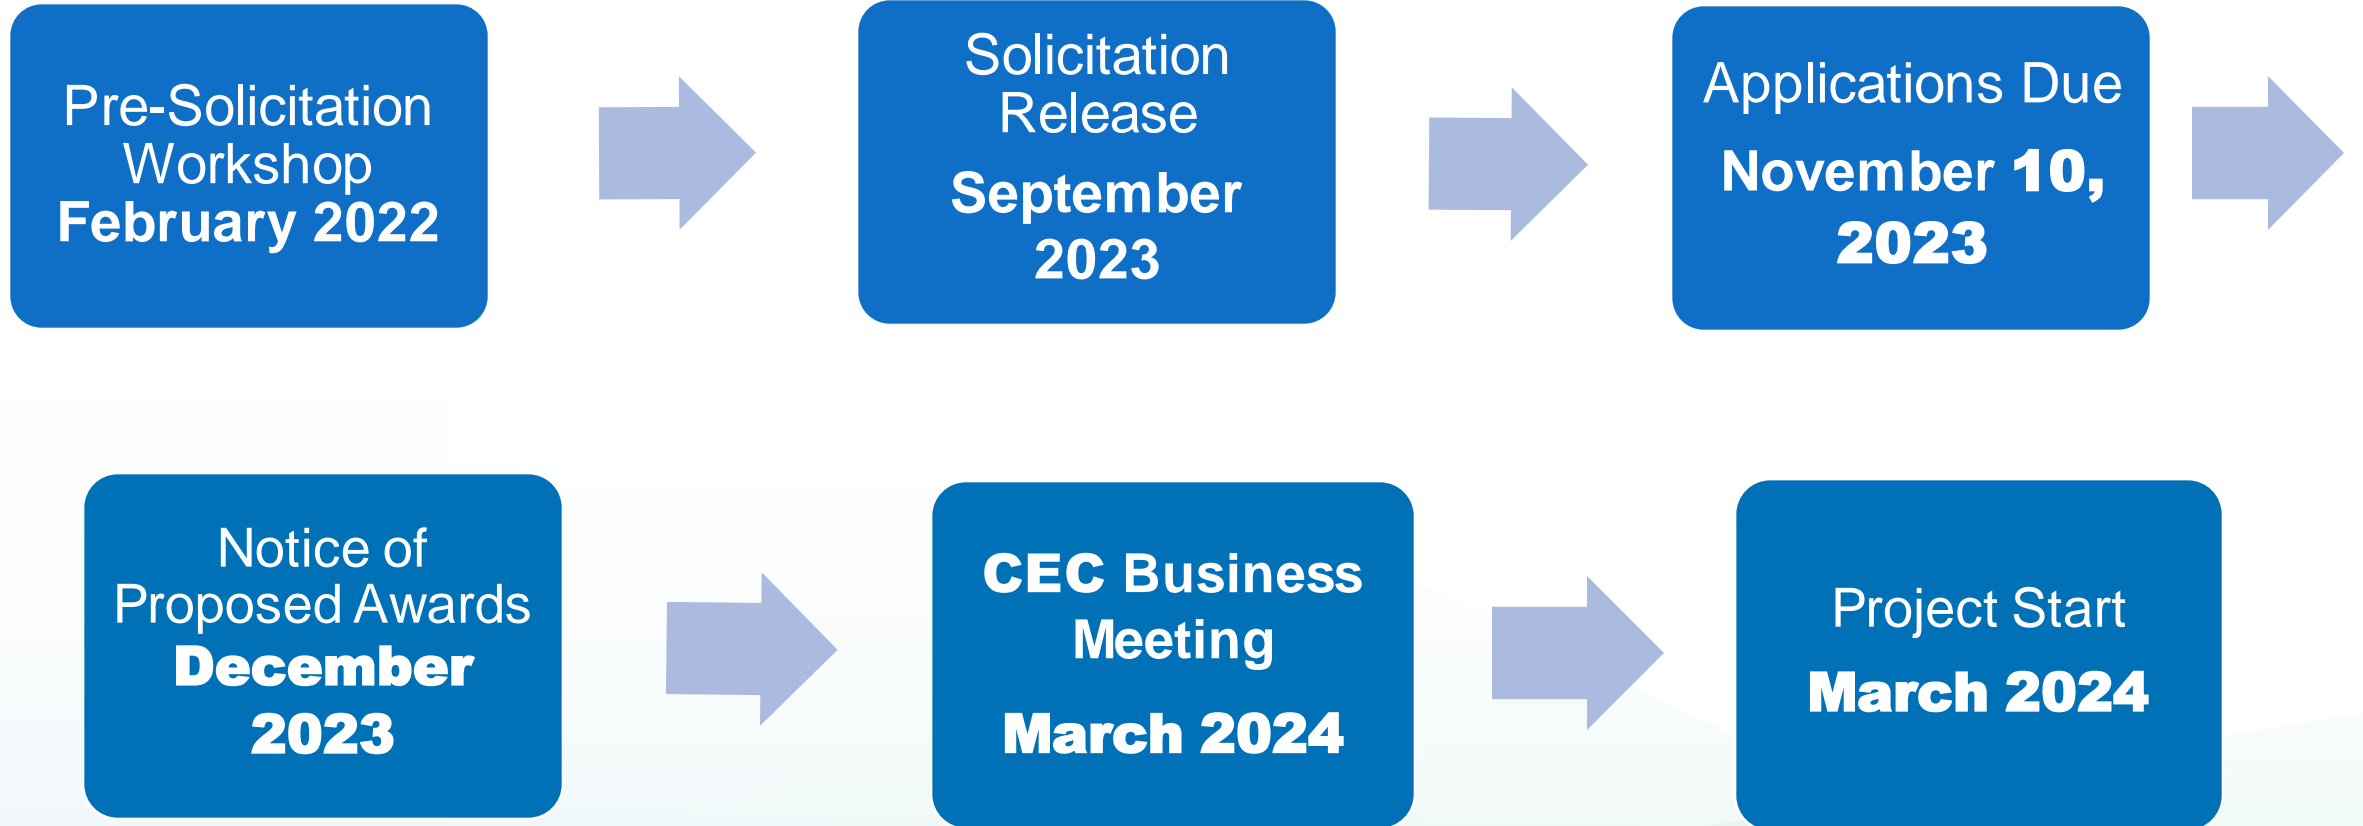 Pre-Solicitation
Workshop
February 2022
Solicitation
Release
September
2023
Applications Due
November 10,
2023
Notice of
Proposed Awards
December
2023
CEC Business
Meeting
March 2024
Project Start
March 2024